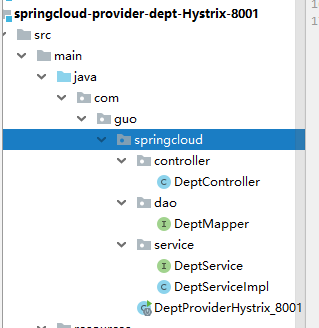 springcloud-provider-dept-Hystrix-8001
src
main
java
com
guo
springcloud
controller
DeptController
dao
DeptMapper
service
DeptService
DeptServiceImpl
DeptProviderHystrix_8001